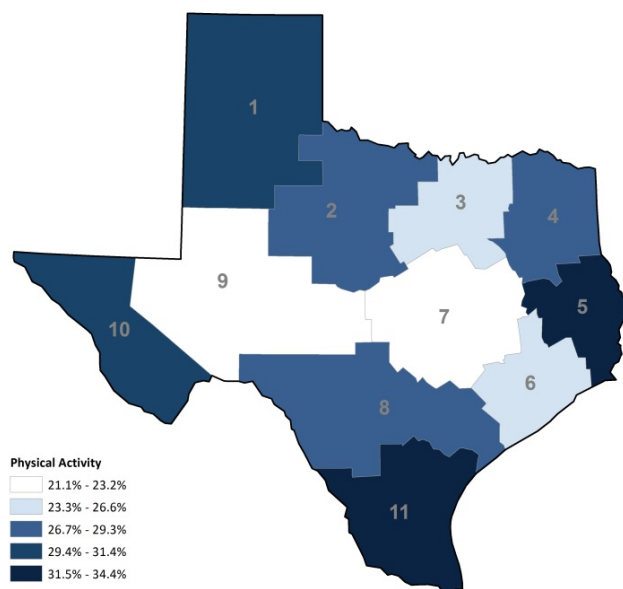 1
2
3
4
5
6
7
8
9
10
11
Physical Activity
21.1% - 23.2%
23.3% - 26.6%
26.7% - 29.3%
29.4% - 31.4%
31.5% - 34.4%